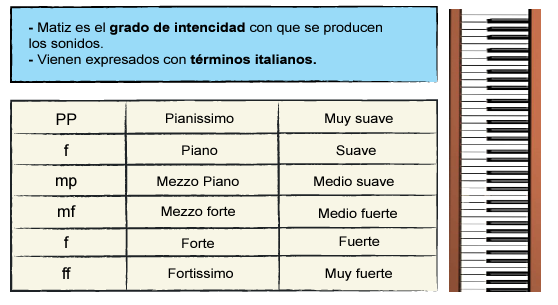 - Matiz es el grado de intencidad con que se producen
los sonidos.
- Vienen expresados con términos italianos.
PP Pianissimo Muy suave
f Piano Suave
mp Mezzo Piano Medio suave
mf Mezzo forte Medio fuerte
f Forte Fuerte
ff Fortissimo Muy fuerte